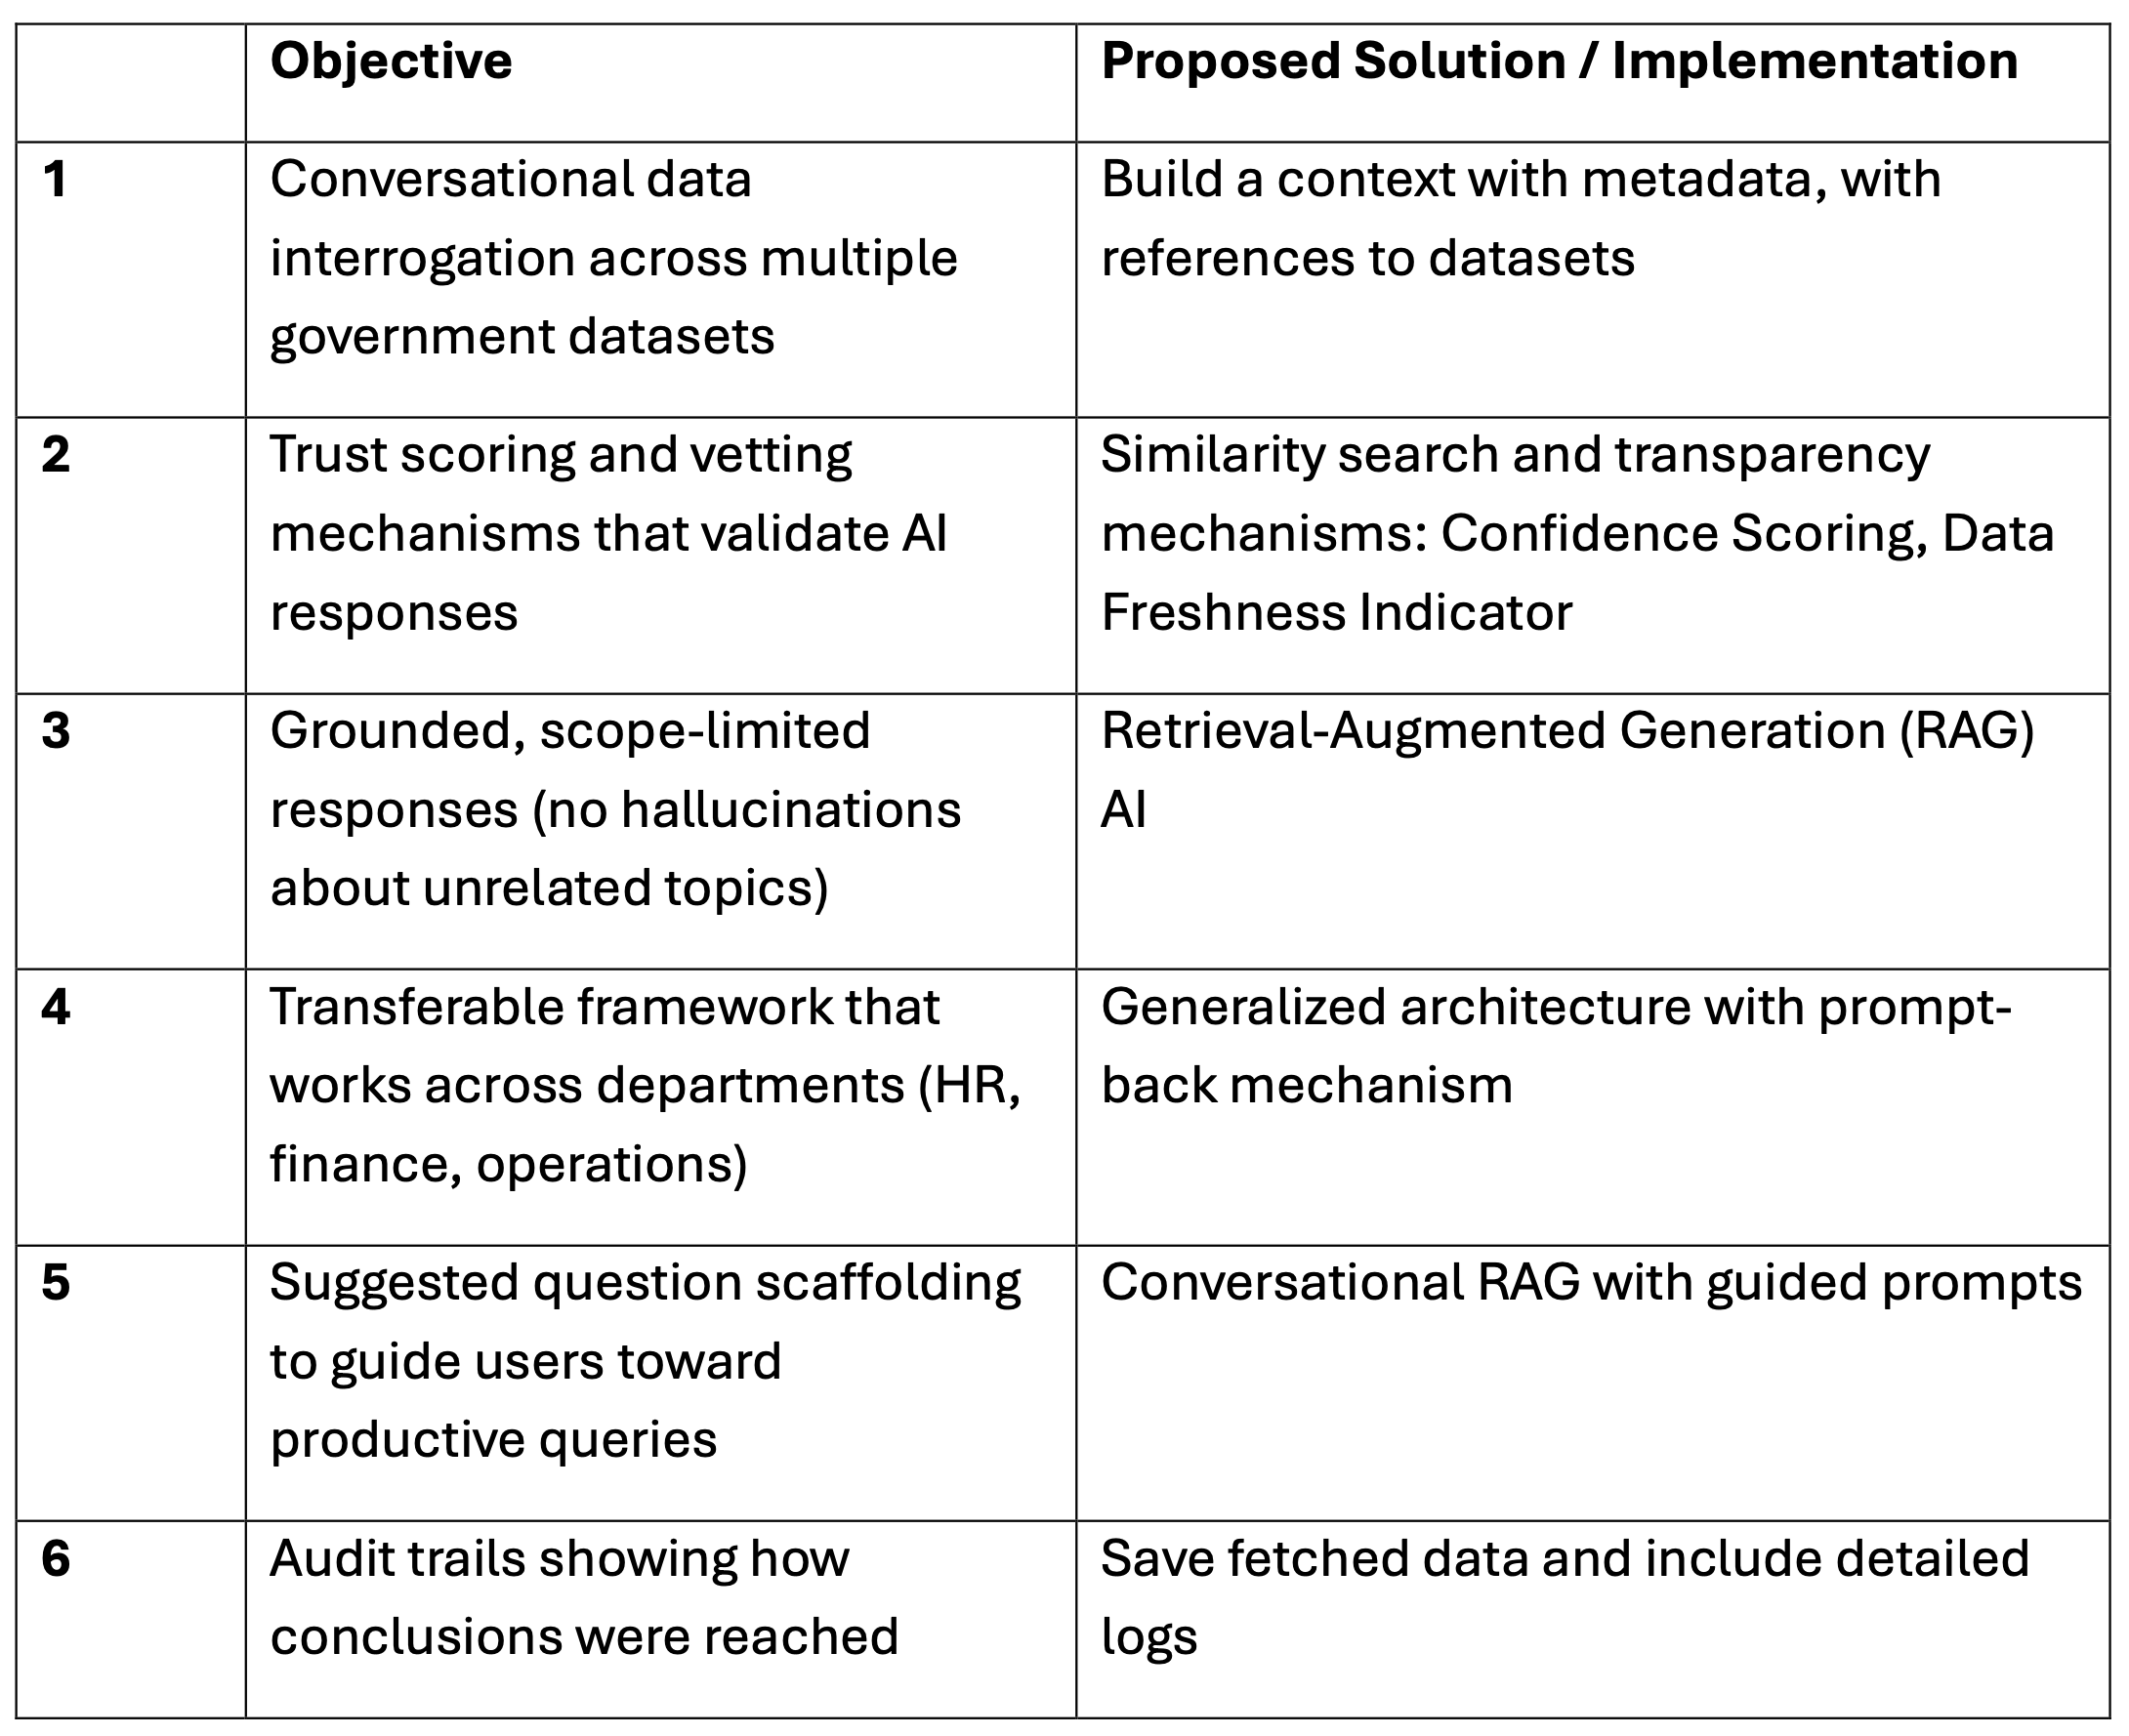 Objective
Proposed Solution / Implementation
1
Conversational data
interrogation across multiple
government datasets
Build a context with metadata, with
references to datasets
2
Trust scoring and vetting
mechanisms that validate AI
responses
Similarity search and transparency
mechanisms: Confidence Scoring, Data
Freshness Indicator
3
Grounded, scope-limited
responses (no hallucinations
about unrelated topics)
Retrieval-Augmented Generation (RAG)
AI
4
Transferable framework that
works across departments (HR,
finance, operations)
Generalized architecture with prompt-
back mechanism
5
Suggested question scaffolding
to guide users toward
productive queries
Conversational RAG with guided prompts
6
Audit trails showing how
conclusions were reached
Save fetched data and include detailed
logs